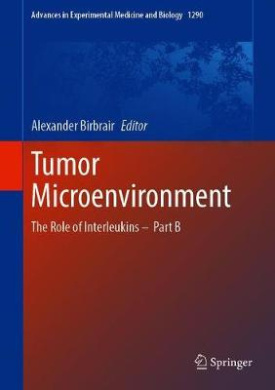 Advances in Experimental Medicine and Biology 1290
Alexander Birbrair Editor
Tumor
Microenvironment
The Role of Interleukins – Part B
Springer